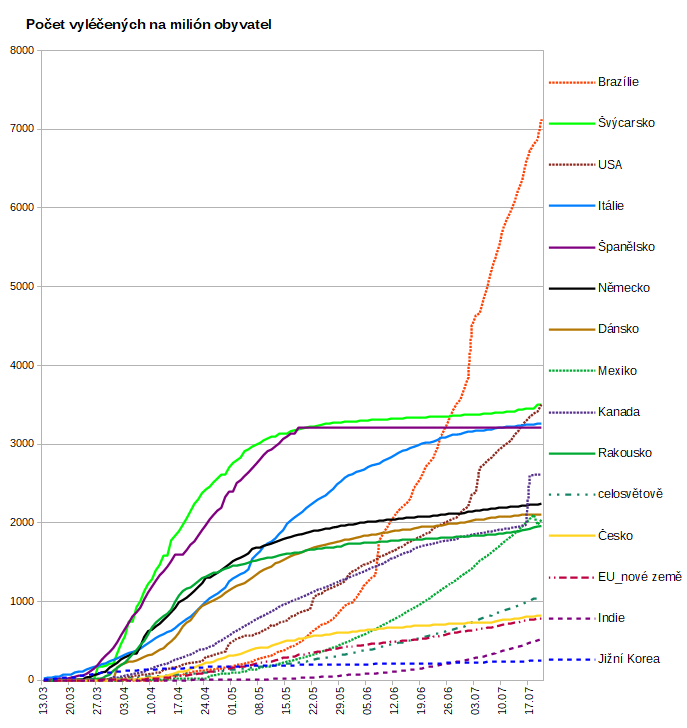 Počet vyléčených na milión obyvatel
8000
7000
6000
5000
4000
3000
2000
1000
0
13.03
20.03
27.03
03.04
10.04
17.04
24.04
01.05
08.05
15.05
22.05
29.05
05.06
12.06
19.06
26.06
03.07
10.07
17.07
Brazílie
Švýcarsko
USA
Itálie
Španělsko
Německo
Dánsko
Mexiko
Kanada
Rakousko
celosvětově
Česko
EU_nové země
Indie
Jižní Korea